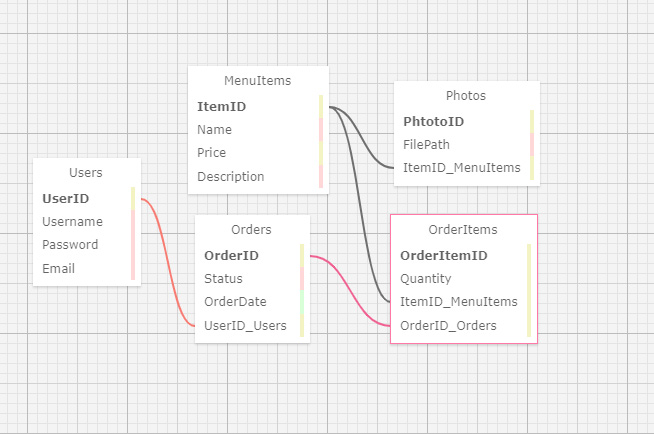 MenuItems
ItemID
Name
Price
Description
Photos
PhtotoID
FilePath
ItemID_MenuItems
Users
UserID
Username
Password
Email
Orders
OrderID
Status
OrderDate
UserID_Users
OrderItems
OrderItemID
Quantity
ItemID_MenuItems
OrderID_Orders